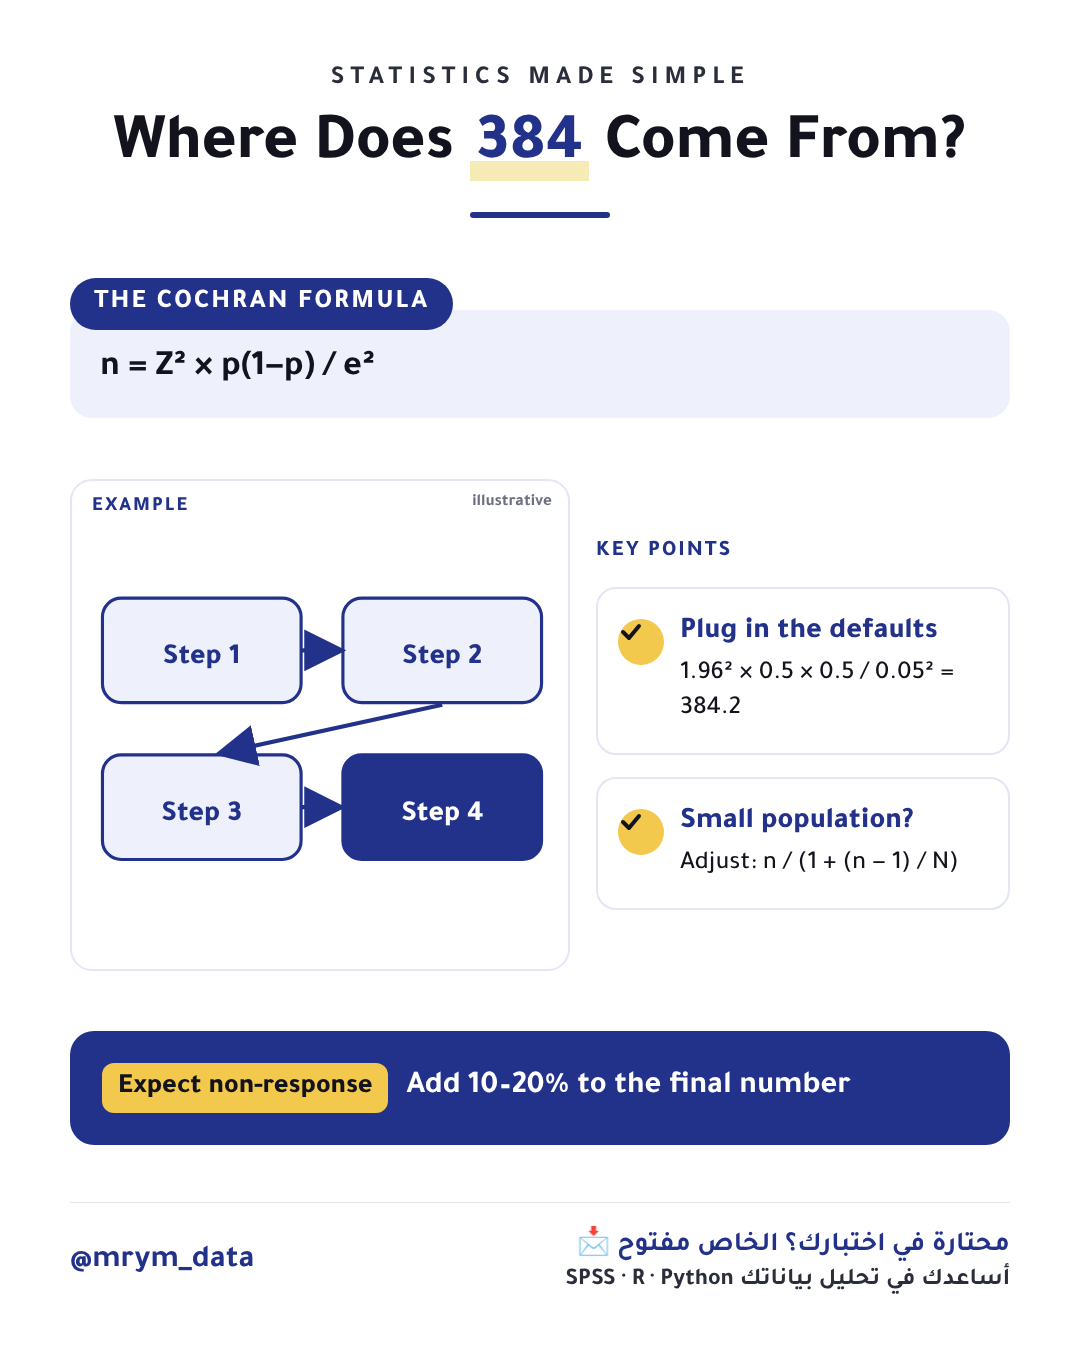 STATISTICS MADE SIMPLE
Where Does 384 Come From?
THE COCHRAN FORMULA
n = Z² × p(1−p) / e²
EXAMPLE
illustrative
Step 1
Step 2
Step 3
Step 4
KEY POINTS
Plug in the defaults
1.96² × 0.5 × 0.5 / 0.05² =
384.2
Small population?
Adjust: n / (1 + (n − 1) / N)
Expect non-response
Add 10–20% to the final number
@mrym_data
محتارة في اختبارك؟ الخاص مفتوح 📩
أساعدك في تحليل بياناتك SPSS · R · Python